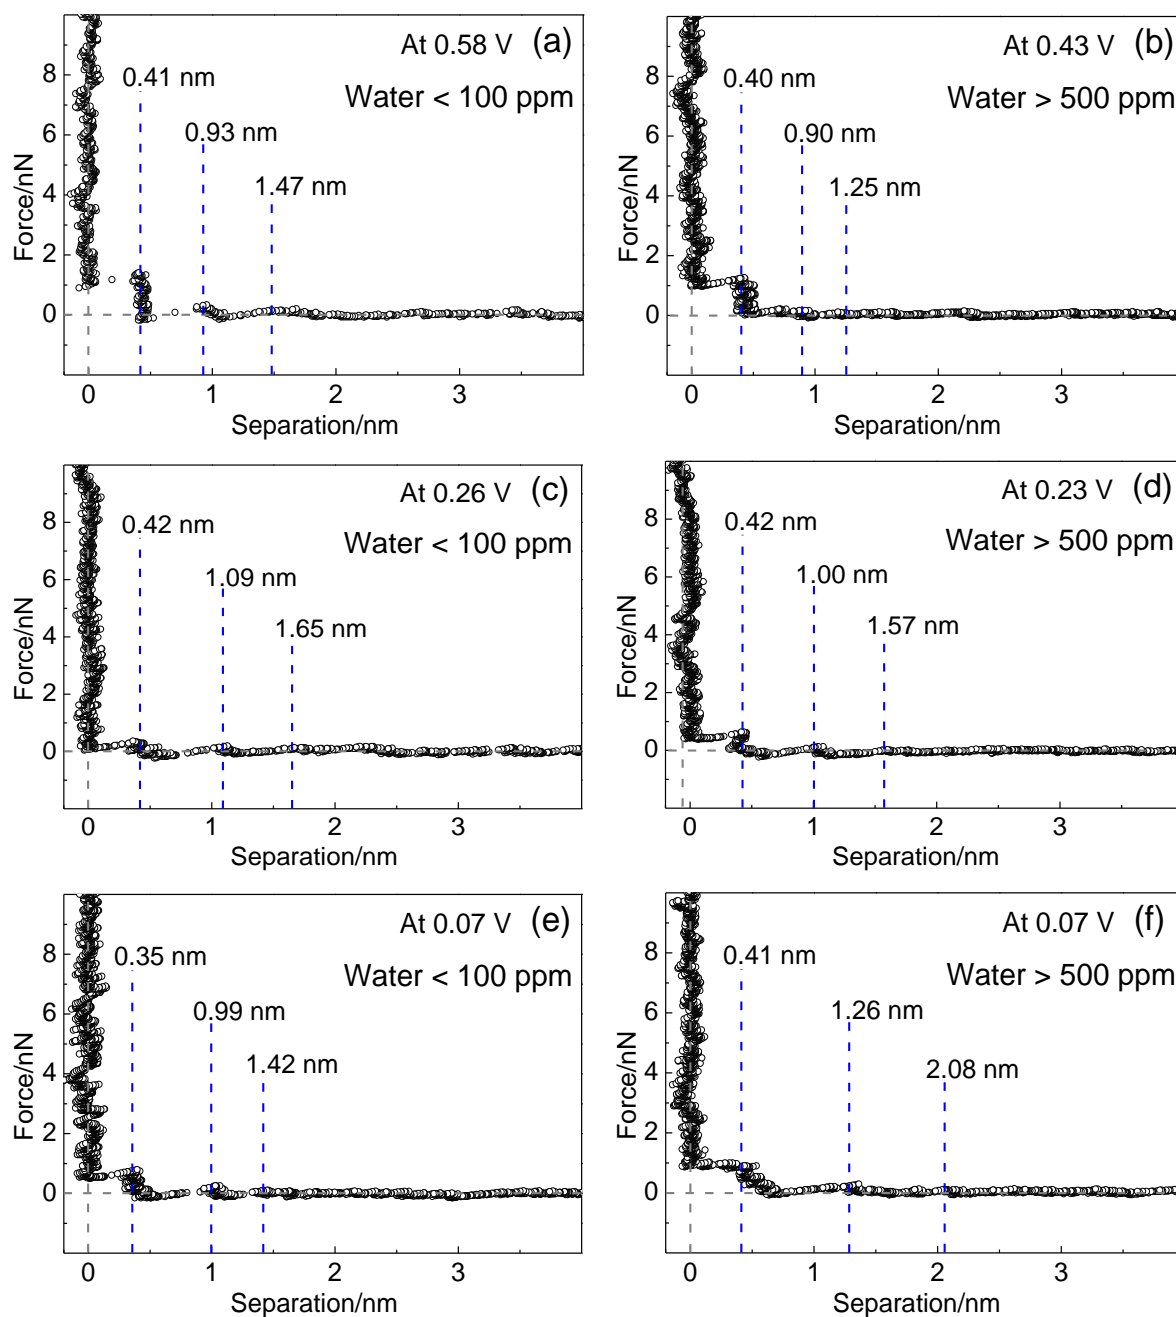 At 0.58 V (a)
0.41 nm
Water < 100 ppm
0.93 nm
1.47 nm
Force/nN
8
6
4
2
0
0 1 2 3
Separation/nm
At 0.43 V (b)
0.40 nm
Water > 500 ppm
0.90 nm
1.25 nm
Force/nN
8
6
4
2
0
0 1 2 3
Separation/nm
At 0.26 V (c)
0.42 nm
Water < 100 ppm
1.09 nm
1.65 nm
Force/nN
8
6
4
2
0
0 1 2 3
Separation/nm
At 0.23 V (d)
0.42 nm
Water > 500 ppm
1.00 nm
1.57 nm
Force/nN
8
6
4
2
0
0 1 2 3
Separation/nm
At 0.07 V (e)
0.35 nm
Water < 100 ppm
0.99 nm
1.42 nm
Force/nN
8
6
4
2
0
0 1 2 3
Separation/nm
At 0.07 V (f)
0.41 nm
Water > 500 ppm
1.26 nm
2.08 nm
Force/nN
8
6
4
2
0
0 1 2 3
Separation/nm